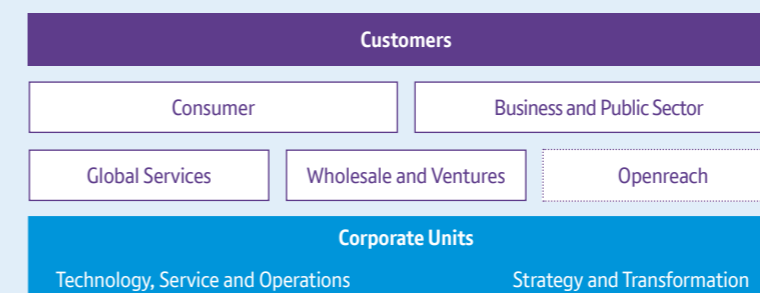 Customers
Consumer
Business and Public Sector
Global Services
Wholesale and Ventures
Openreach
Corporate Units
Technology, Service and Operations
Strategy and Transformation